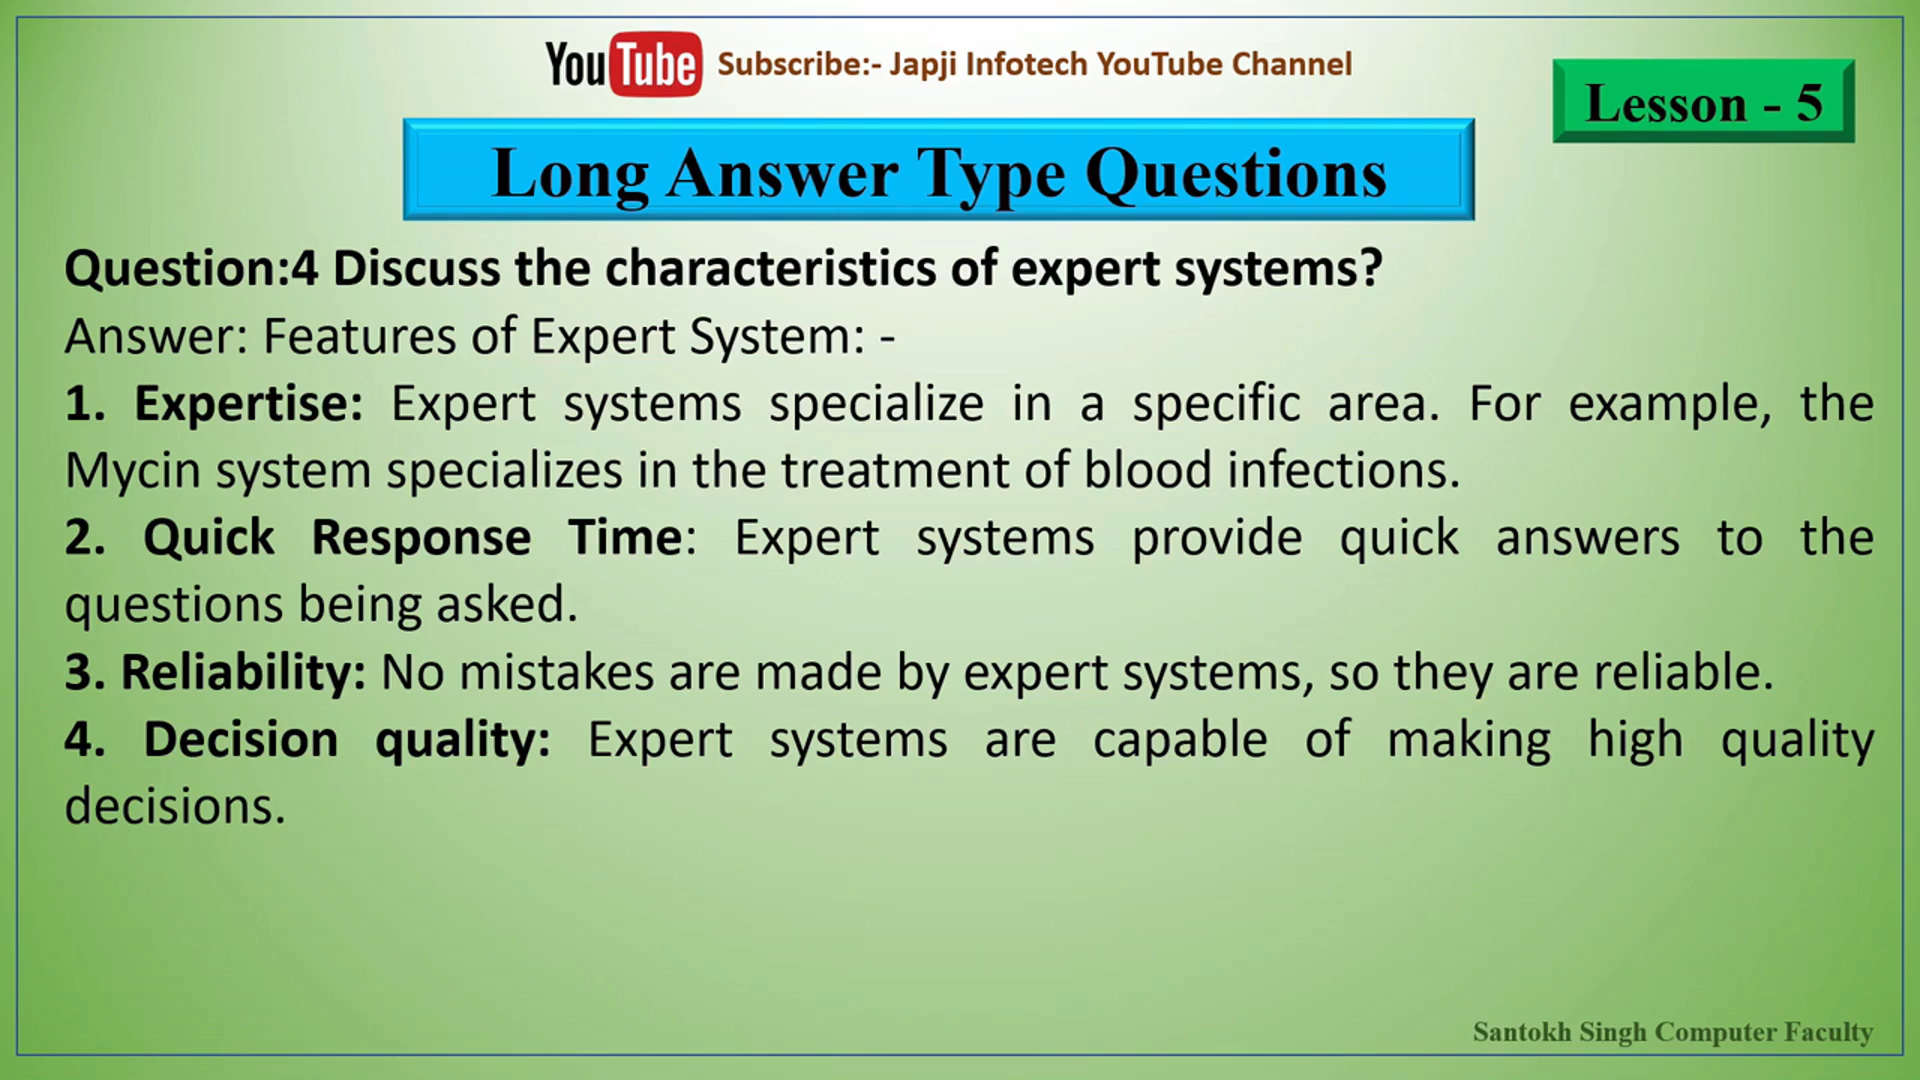 YouTube Subscribe:- Japji Infotech YouTube Channel
Lesson - 5
Long Answer Type Questions
Question:4 Discuss the characteristics of expert systems?
Answer: Features of Expert System: -
1. Expertise: Expert systems specialize in a specific area. For example, the
Mycin system specializes in the treatment of blood infections.
2. Quick Response Time: Expert systems provide quick answers to the
questions being asked.
3. Reliability: No mistakes are made by expert systems, so they are reliable.
4. Decision quality: Expert systems are capable of making high quality
decisions.
Santokh Singh Computer Faculty